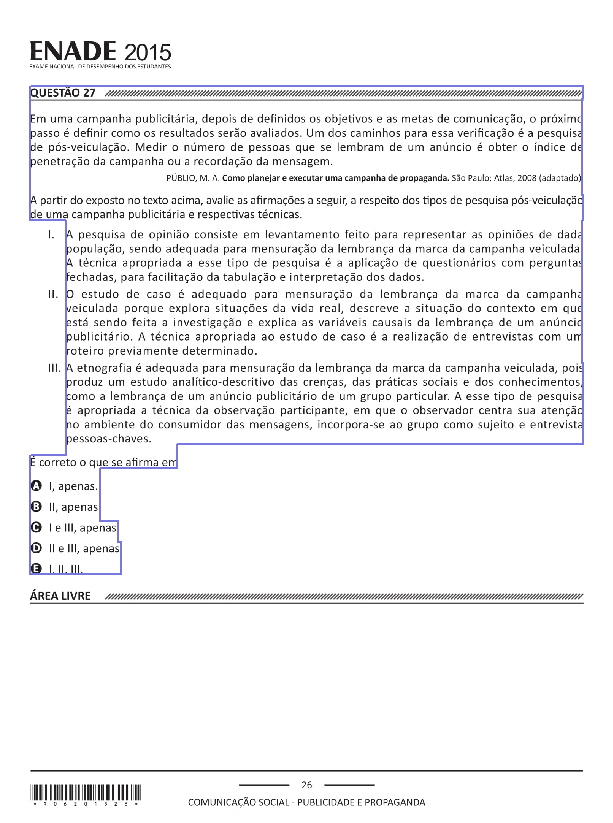 ENADE 2015
EXAME NACIONAL DE DESEMPENHO DOS ESTUDANTES
QUESTÃO 27
Em uma campanha publicitária, depois de definidos os objetivos e as metas de comunicação, o próximo
passo é definir como os resultados serão avaliados. Um dos caminhos para essa verificação é a pesquisa
de pós-veiculação. Medir o número de pessoas que se lembram de um anúncio é obter o índice de
penetração da campanha ou a recordação da mensagem.
PÚBLIO, M. A. Como planejar e executar uma campanha de propaganda. São Paulo: Atlas, 2008 (adaptado).
A partir do exposto no texto acima, avalie as afirmações a seguir, a respeito dos tipos de pesquisa pós-veiculação
de uma campanha publicitária e respectivas técnicas.
I. A pesquisa de opinião consiste em levantamento feito para representar as opiniões de dada
população, sendo adequada para mensuração da lembrança da marca da campanha veiculada.
A técnica apropriada a esse tipo de pesquisa é a aplicação de questionários com perguntas
fechadas, para facilitação da tabulação e interpretação dos dados.
II. O estudo de caso é adequado para mensuração da lembrança da marca da campanha
veiculada porque explora situações da vida real, descreve a situação do contexto em que
está sendo feita a investigação e explica as variáveis causais da lembrança de um anúncio
publicitário. A técnica apropriada ao estudo de caso é a realização de entrevistas com um
roteiro previamente determinado.
III. A etnografia é adequada para mensuração da lembrança da marca da campanha veiculada, pois
produz um estudo analítico-descritivo das crenças, das práticas sociais e dos conhecimentos,
como a lembrança de um anúncio publicitário de um grupo particular. A esse tipo de pesquisa
é apropriada a técnica da observação participante, em que o observador centra sua atenção
no ambiente do consumidor das mensagens, incorpora-se ao grupo como sujeito e entrevista
pessoas-chaves.
É correto o que se afirma em
A I, apenas.
B II, apenas.
C I e III, apenas.
D II e III, apenas.
E I, II, III.
ÁREA LIVRE
26
COMUNICAÇÃO SOCIAL - PUBLICIDADE E PROPAGANDA